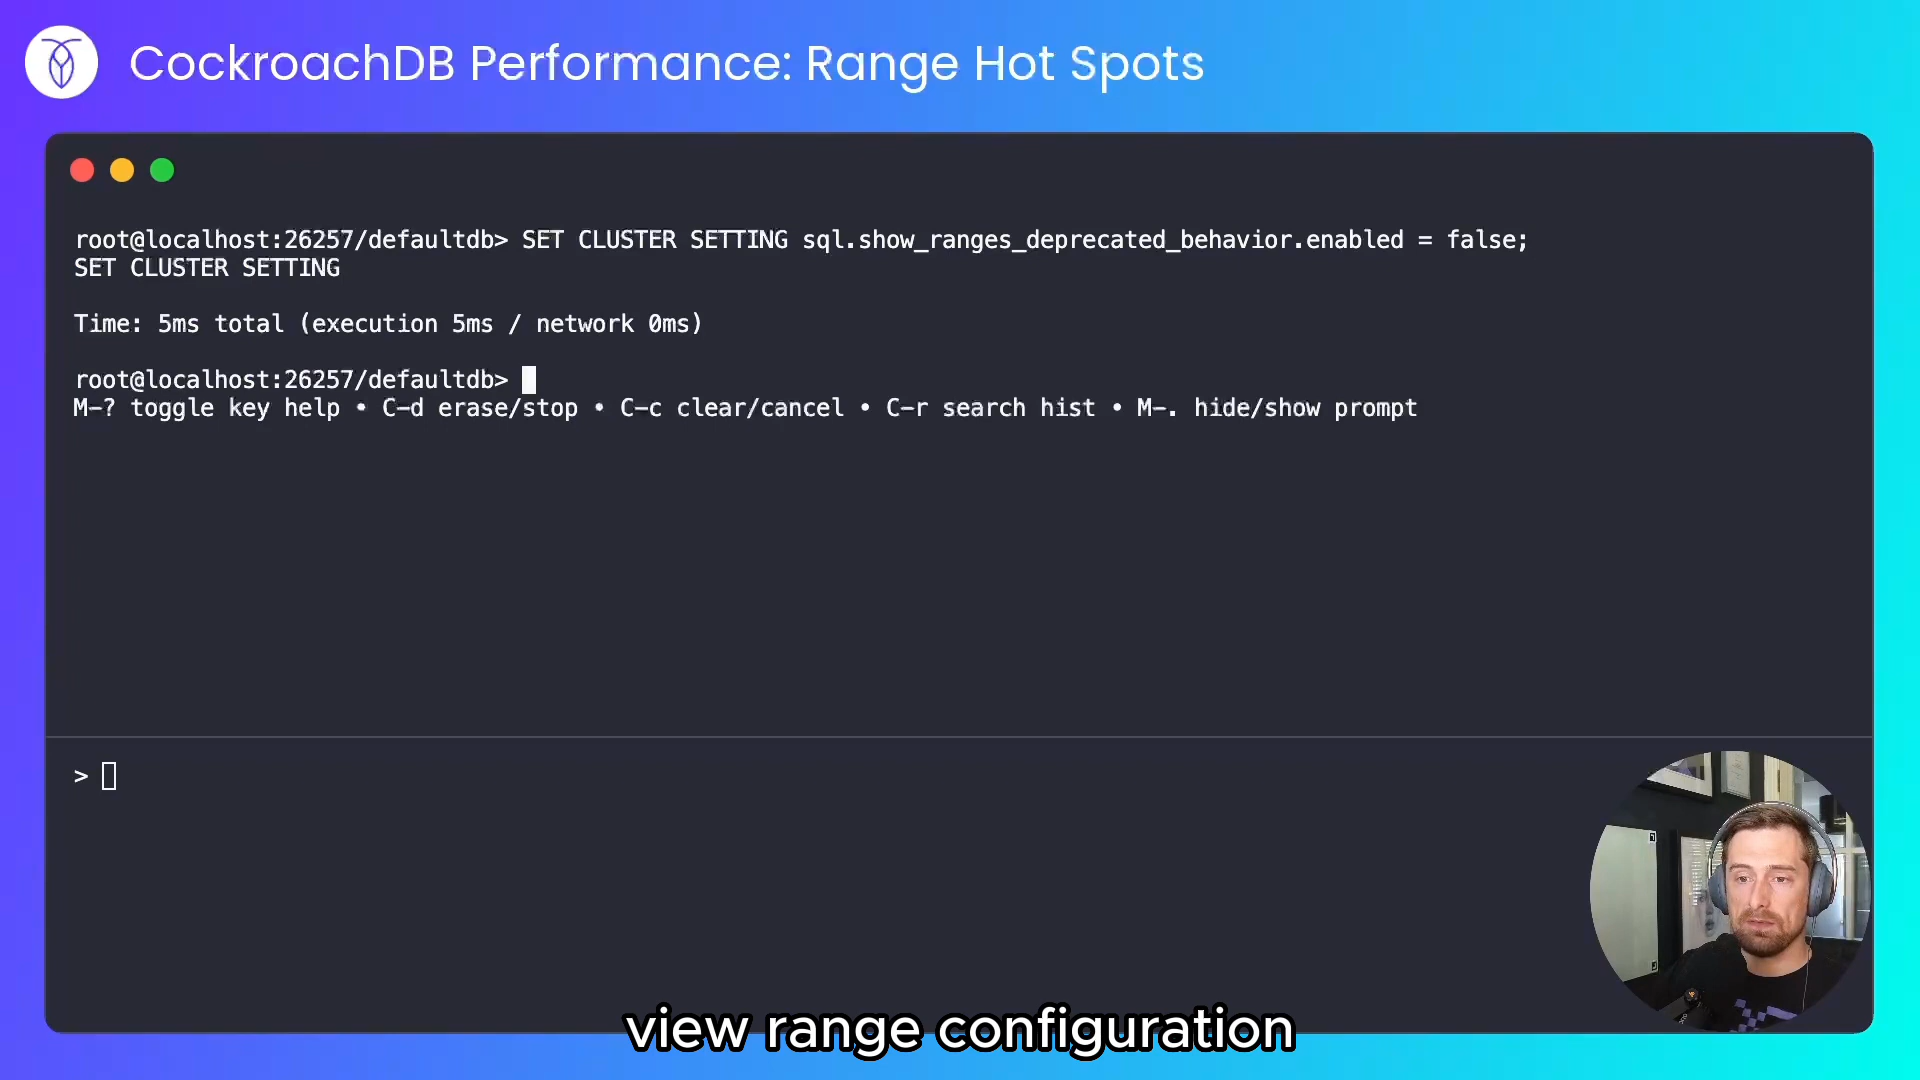 CockroachDB Performance: Range Hot Spots
root@localhost:26257/defaultdb> SET CLUSTER SETTING sql.show_ranges_deprecated_behavior.enabled = false;
SET CLUSTER SETTING
Time: 5ms total (execution 5ms / network 0ms)
root@localhost:26257/defaultdb>
M-? toggle key help • C-d erase/stop • C-c clear/cancel • C-r search hist • M-. hide/show prompt
>
view range configuration